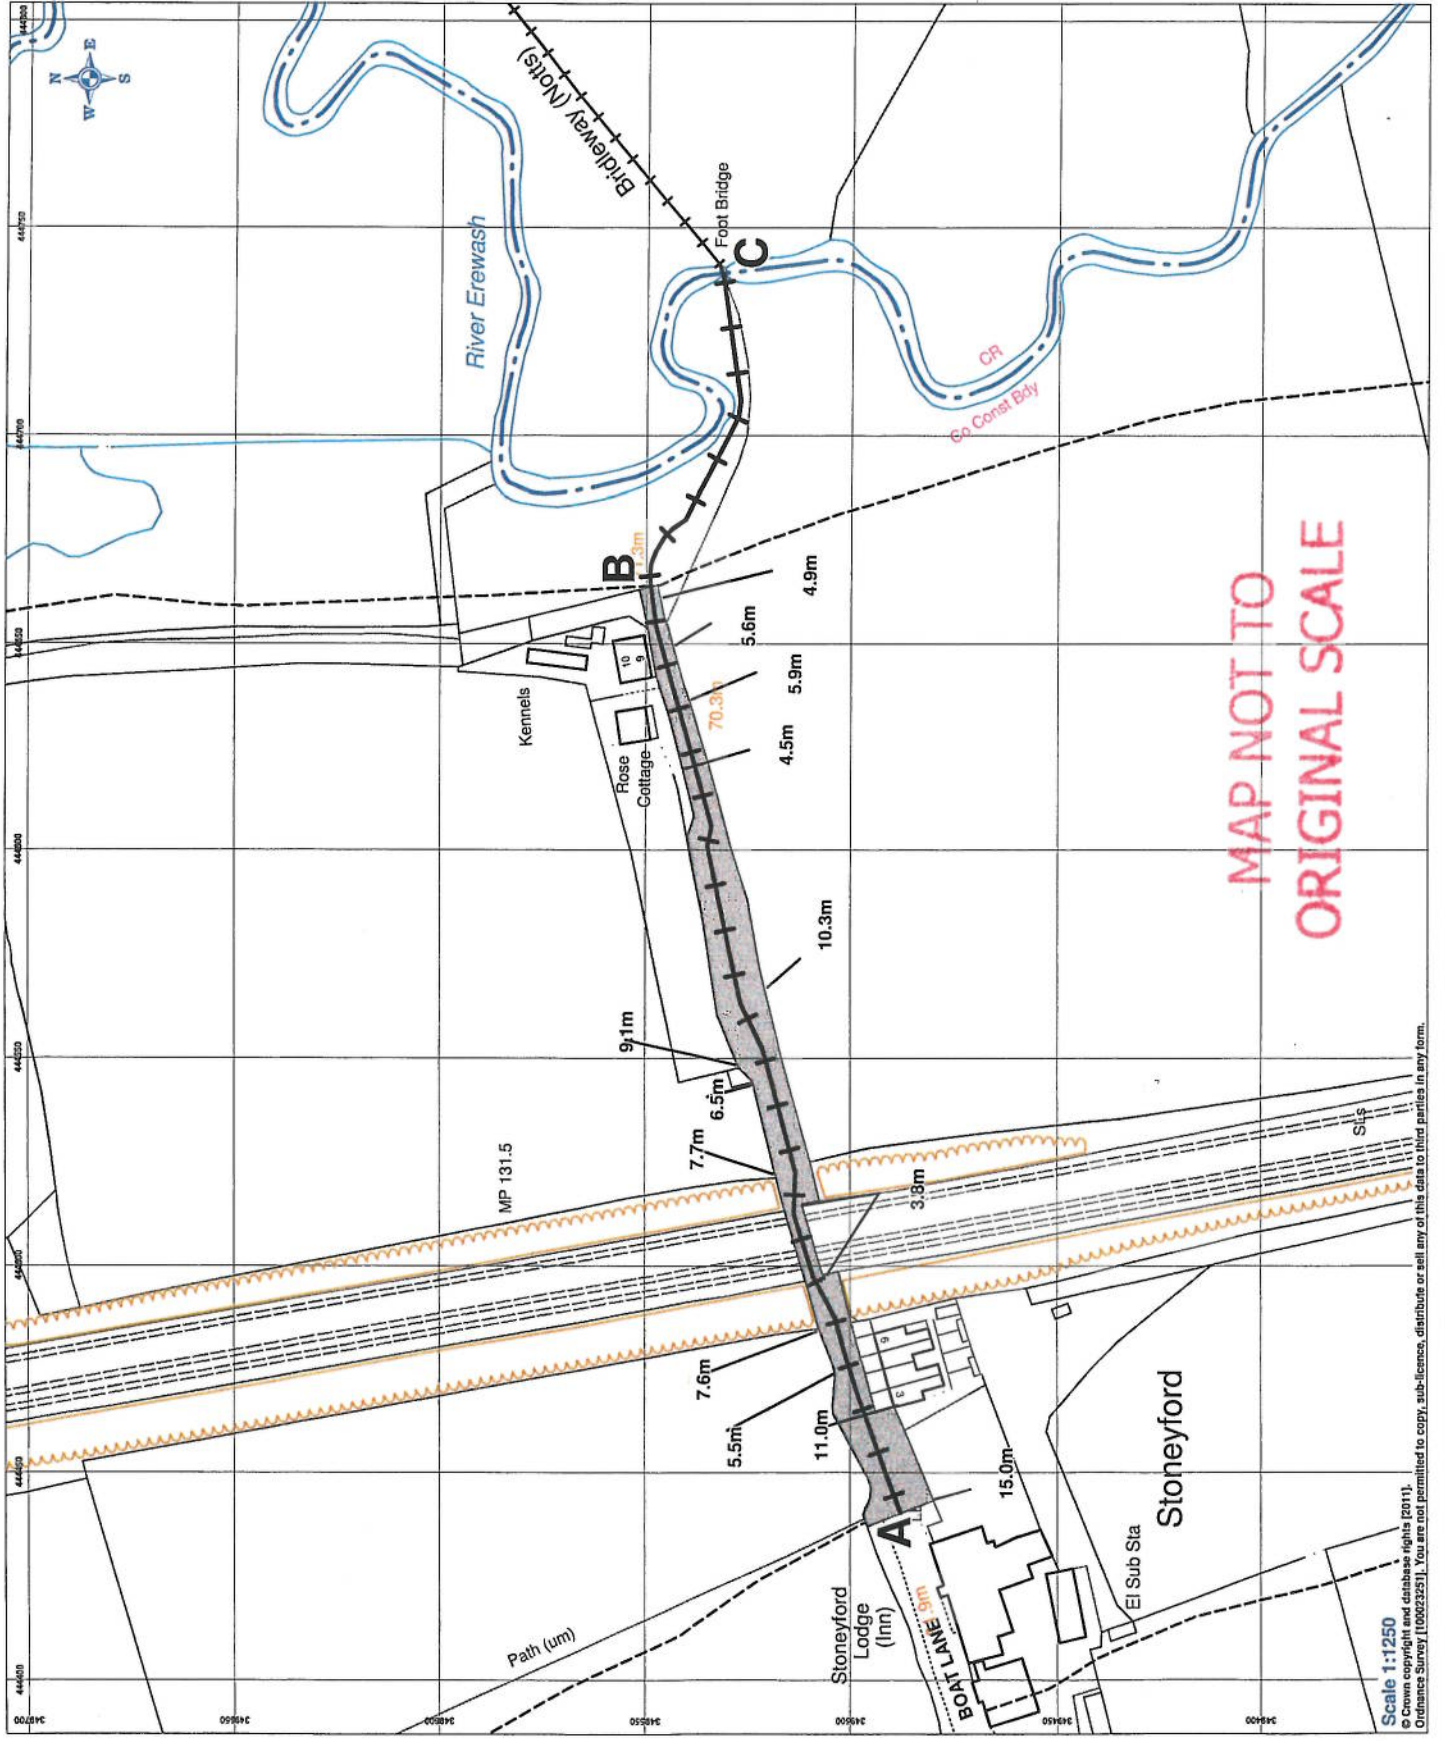 N
E
S
W
Bridleway (Notts)
River Erewash
Foot Bridge
C
CR
Co Const Bdy
B
4.9m
5.6m
5.9m
70.3m
4.5m
10
9
Kennels
Rose
Cottage
10.3m
9.1m
6.5m
7.7m
3.8m
MP 131.5
SLs
7.6m
5.5m
11.0m
15.0m
6
3
A
Stoneyford
Path (um)
Stoneyford
Lodge
(Inn)
BOAT LANE
El Sub Sta
MAP NOT TO
ORIGINAL SCALE
Scale 1:1250
© Crown copyright and database rights [2011].
Ordnance Survey [100023251]. You are not permitted to copy, sub-licence, distribute or sell any of this data to third parties in any form.